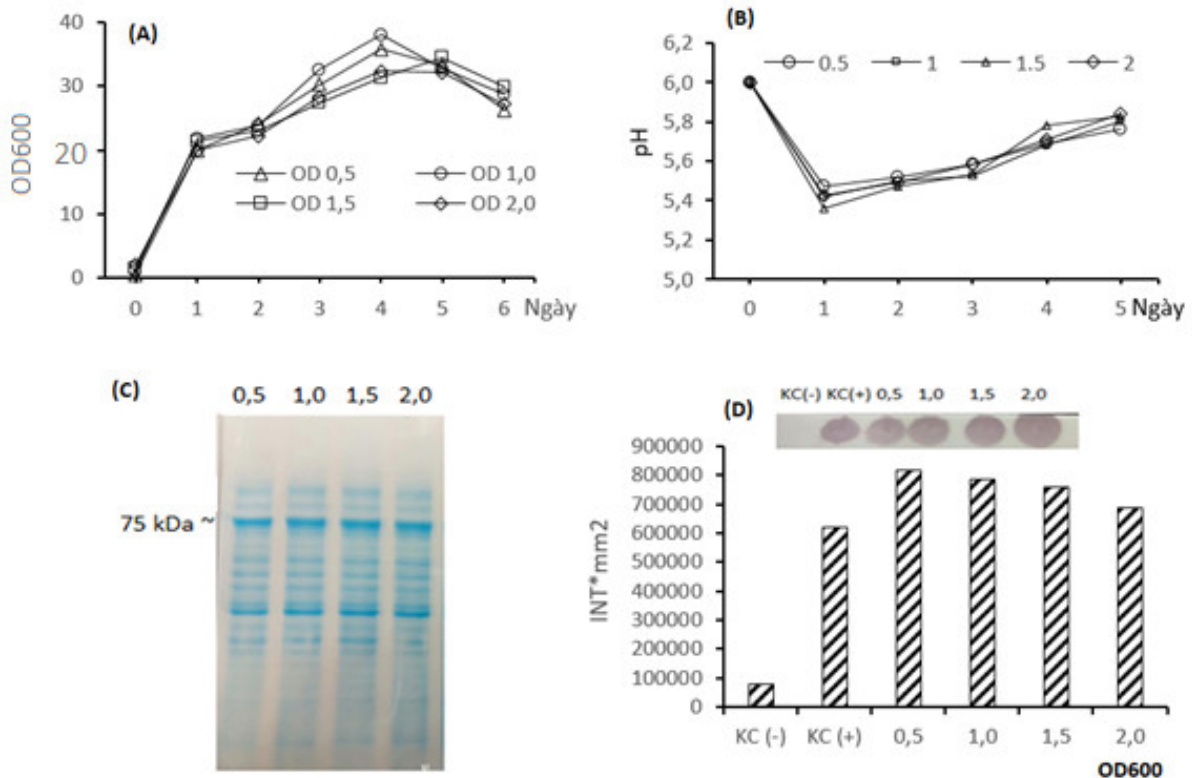 (A)
40
30
20
10
0
OD600
OD 0,5
OD 1,0
OD 1,5
OD 2,0
0 1 2 3 4 5 6 Ngày
(B)
6,2
6,0
5,8
5,6
5,4
5,2
5,0
pH
0.5 1 1.5 2
0 1 2 3 4 5 Ngày
(C)
0,5 1,0 1,5 2,0
75 kDa ~
(D)
KC(-) KC(+) 0,5 1,0 1,5 2,0
900000
800000
700000
600000
500000
400000
300000
200000
100000
0
INT*mm2
KC (-) KC (+) 0,5 1,0 1,5 2,0
OD600